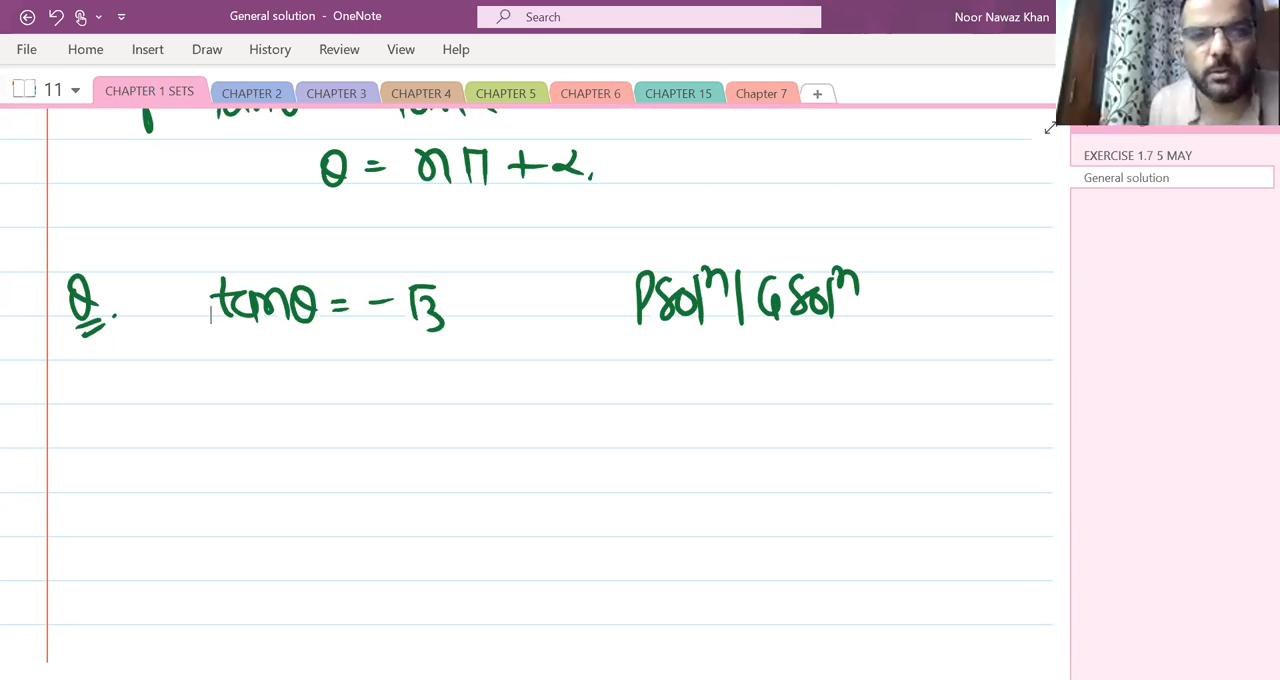 General solution - OneNote
Search
Noor Nawaz Khan
File Home Insert Draw History Review View Help
11 CHAPTER 1 SETS CHAPTER 2 CHAPTER 3 CHAPTER 4 CHAPTER 5 CHAPTER 6 CHAPTER 15 Chapter 7 +
θ = nπ + α.
Q. tanθ = -√3 P Solⁿ | G Solⁿ
EXERCISE 1.7 5 MAY
General solution